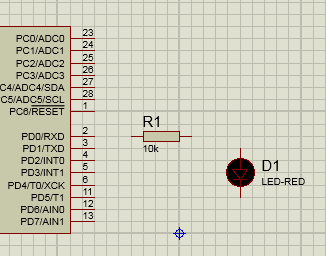 PC0/ADC0 23
PC1/ADC1 24
PC2/ADC2 25
PC3/ADC3 26
C4/ADC4/SDA 27
C5/ADC5/SCL 28
PC6/RESET 1
PD0/RXD 2
PD1/TXD 3
PD2/INT0 4
PD3/INT1 5
PD4/T0/XCK 6
PD5/T1 11
PD6/AIN0 12
PD7/AIN1 13
R1
10k
D1
LED-RED